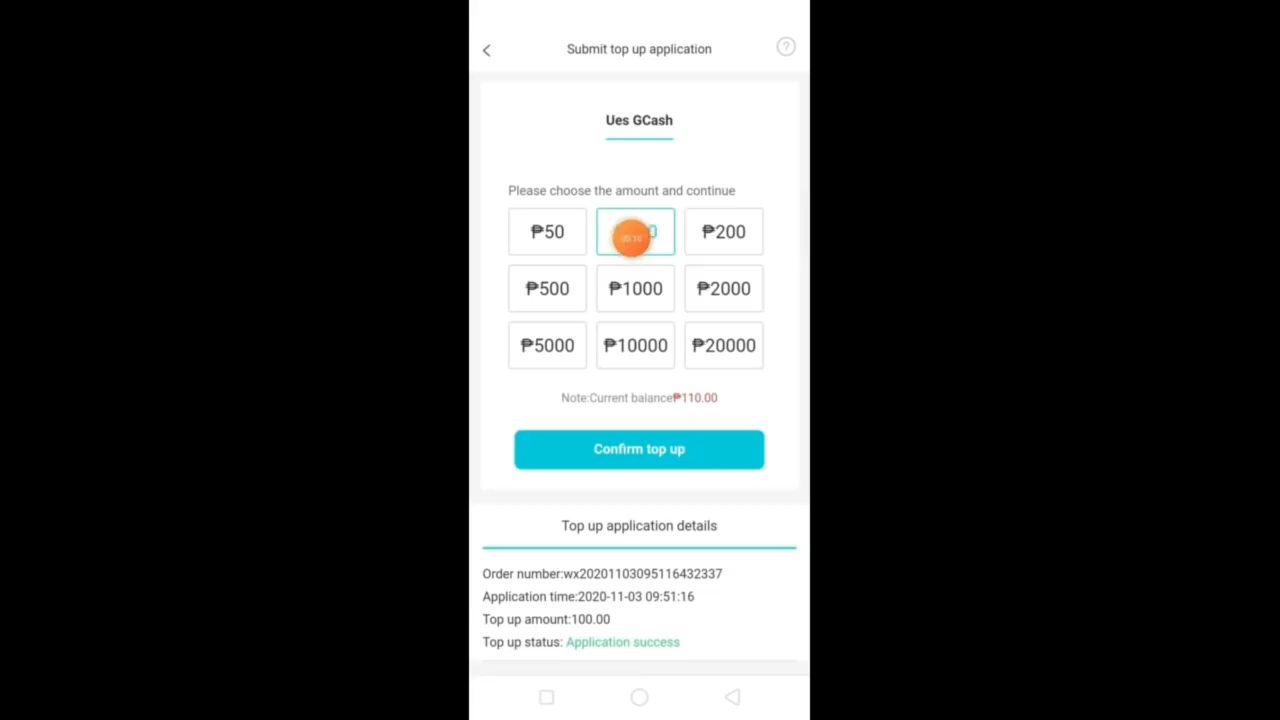 Submit top up application
?
Ues GCash
Please choose the amount and continue
₱50
0
₱200
₱500
₱1000
₱2000
₱5000
₱10000
₱20000
Note:Current balance₱110.00
Confirm top up
Top up application details
Order number:wx20201103095116432337
Application time:2020-11-03 09:51:16
Top up amount:100.00
Top up status: Application success